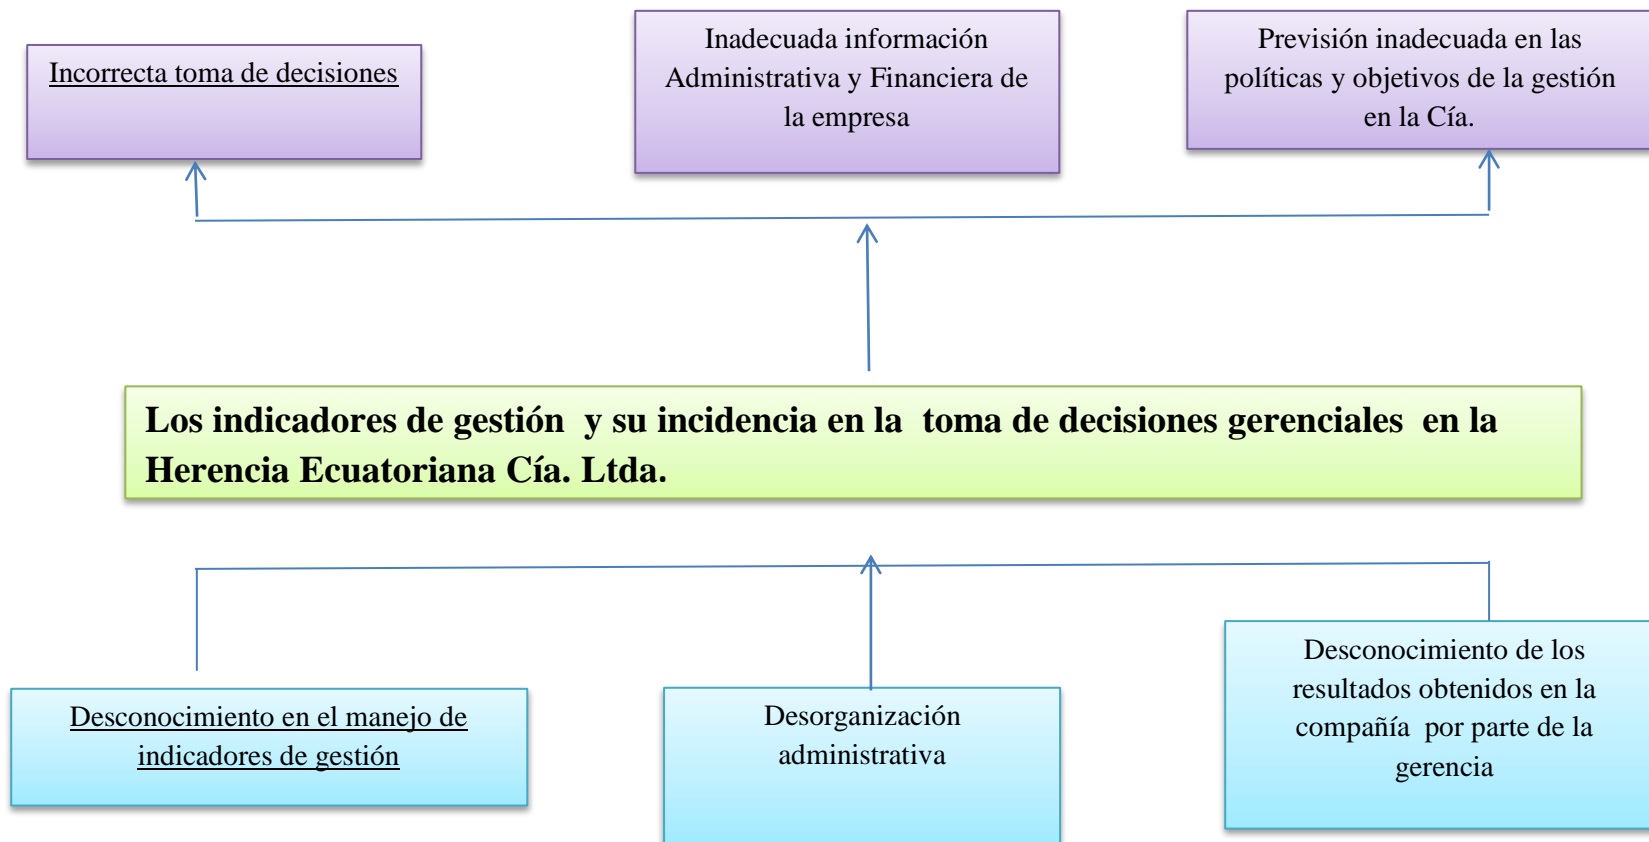 Incorrecta toma de decisiones
Inadecuada información
Administrativa y Financiera de
la empresa
Previsión inadecuada en las
políticas y objetivos de la gestión
en la Cía.
Los indicadores de gestión  y su incidencia en la  toma de decisiones gerenciales  en la
Herencia Ecuatoriana Cía. Ltda.
Desconocimiento en el manejo de
indicadores de gestión
Desorganización
administrativa
Desconocimiento de los
resultados obtenidos en la
compañía  por parte de la
gerencia